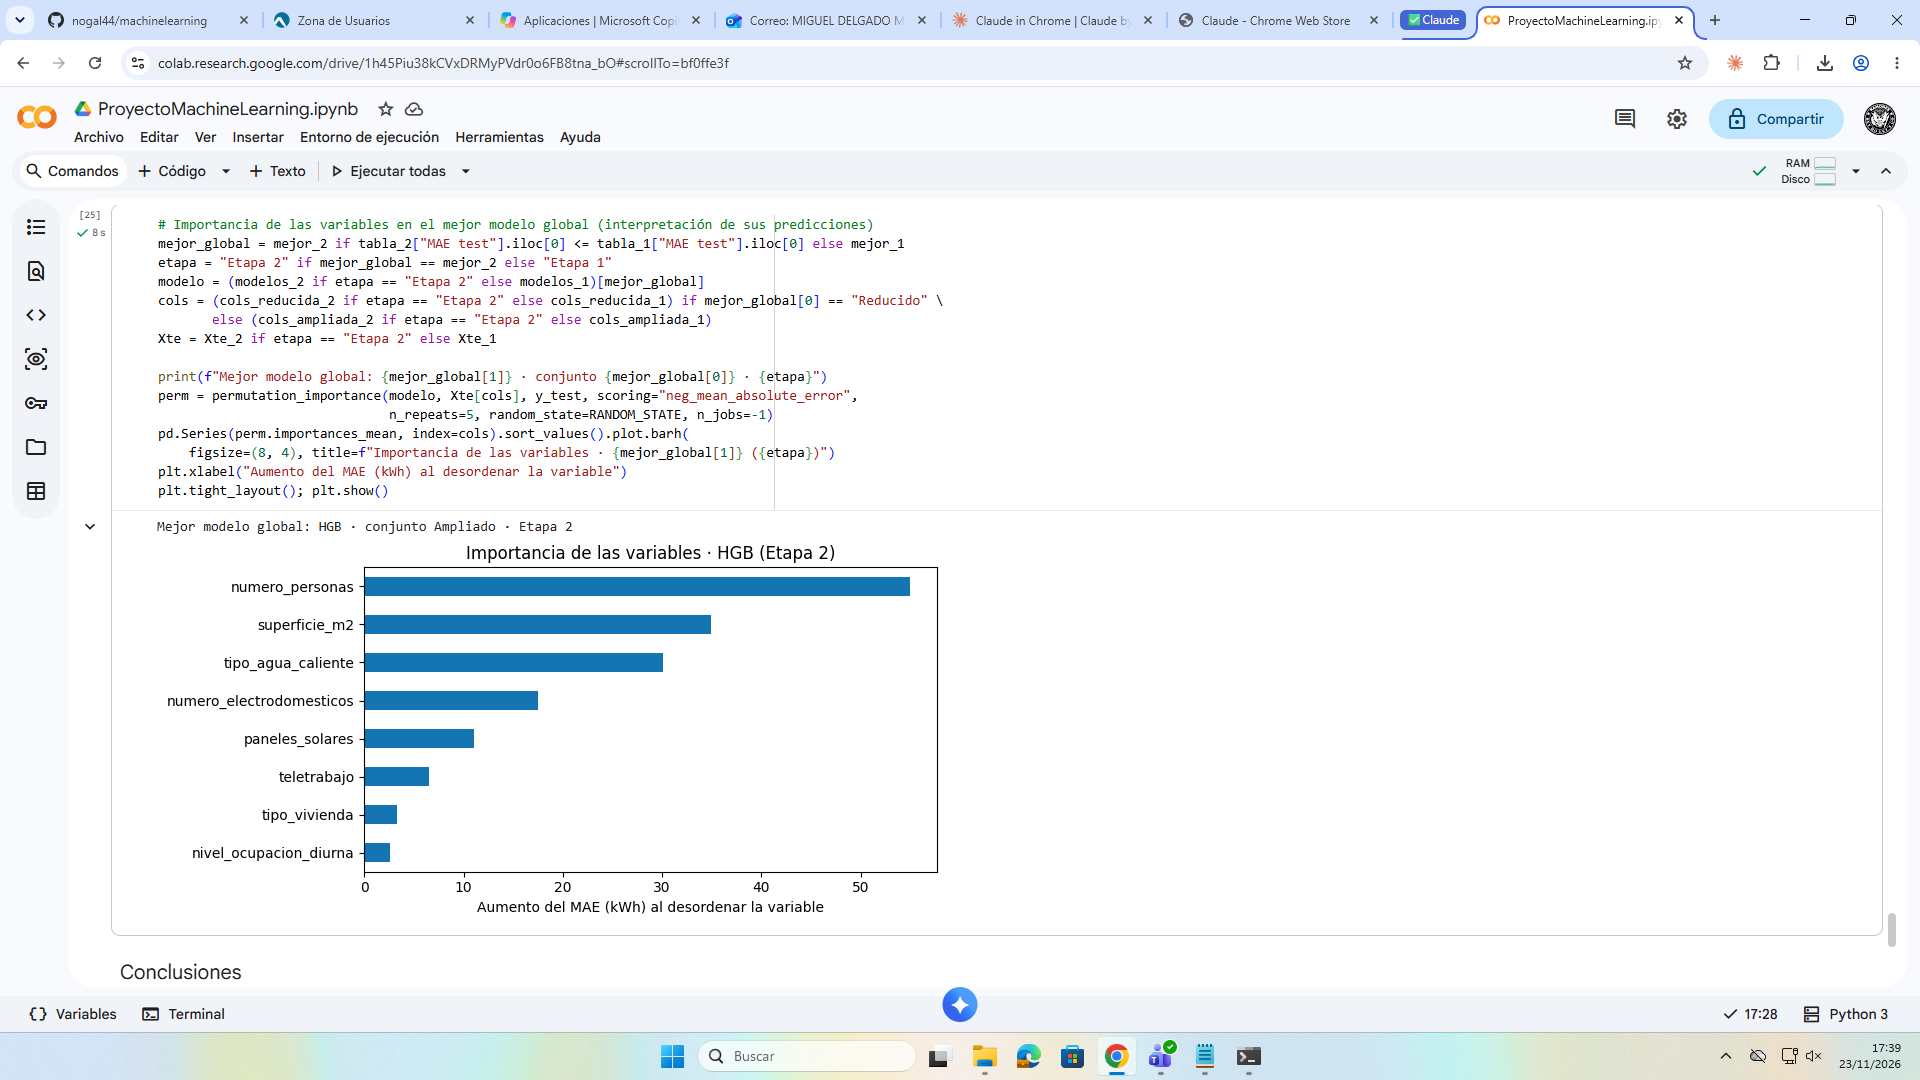 nogal44/machinelearning
Zona de Usuarios
Aplicaciones | Microsoft Copi
Correo: MIGUEL DELGADO M
Claude in Chrome | Claude by
Claude - Chrome Web Store
Claude
ProyectoMachineLearning.ipy
colab.research.google.com/drive/1h45Piu38kCVxDRMyPVdr0o6FB8tna_bO#scrollTo=bf0ffe3f
ProyectoMachineLearning.ipynb
Compartir
Archivo Editar Ver Insertar Entorno de ejecución Herramientas Ayuda
Comandos + Código + Texto Ejecutar todas
RAM
Disco
[25]
8 s
# Importancia de las variables en el mejor modelo global (interpretación de sus predicciones)
mejor_global = mejor_2 if tabla_2["MAE test"].iloc[0] <= tabla_1["MAE test"].iloc[0] else mejor_1
etapa = "Etapa 2" if mejor_global == mejor_2 else "Etapa 1"
modelo = (modelos_2 if etapa == "Etapa 2" else modelos_1)[mejor_global]
cols = (cols_reducida_2 if etapa == "Etapa 2" else cols_reducida_1) if mejor_global[0] == "Reducido" \
else (cols_ampliada_2 if etapa == "Etapa 2" else cols_ampliada_1)
Xte = Xte_2 if etapa == "Etapa 2" else Xte_1
print(f"Mejor modelo global: {mejor_global[1]} · conjunto {mejor_global[0]} · {etapa}")
perm = permutation_importance(modelo, Xte[cols], y_test, scoring="neg_mean_absolute_error",
n_repeats=5, random_state=RANDOM_STATE, n_jobs=-1)
pd.Series(perm.importances_mean, index=cols).sort_values().plot.barh(
figsize=(8, 4), title=f"Importancia de las variables · {mejor_global[1]} ({etapa})")
plt.xlabel("Aumento del MAE (kWh) al desordenar la variable")
plt.tight_layout(); plt.show()
Mejor modelo global: HGB · conjunto Ampliado · Etapa 2
Importancia de las variables · HGB (Etapa 2)
numero_personas
superficie_m2
tipo_agua_caliente
numero_electrodomesticos
paneles_solares
teletrabajo
tipo_vivienda
nivel_ocupacion_diurna
0 10 20 30 40 50
Aumento del MAE (kWh) al desordenar la variable
Conclusiones
Variables Terminal
17:28 Python 3
Buscar
17:39
23/11/2026